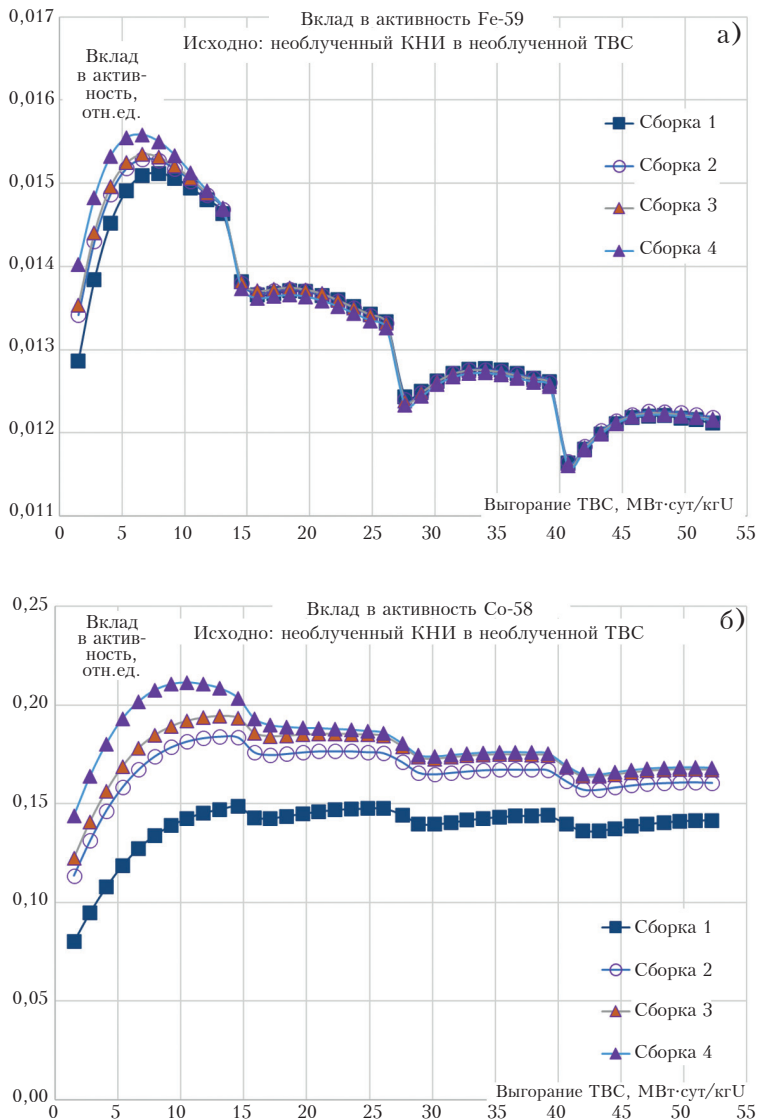 0,017
0,016
0,015
0,014
0,013
0,012
0,011
Вклад в активность Fe-59
Исходно: необлученный КНИ в необлученной ТВС
а)
Вклад
в актив-
ность,
отн.ед.
Сборка 1
Сборка 2
Сборка 3
Сборка 4
Выгорание ТВС, МВт·сут/кгU
0 5 10 15 20 25 30 35 40 45 50 55
0,25
0,20
0,15
0,10
0,05
0,00
Вклад в активность Co-58
Исходно: необлученный КНИ в необлученной ТВС
б)
Вклад
в актив-
ность,
отн.ед.
Сборка 1
Сборка 2
Сборка 3
Сборка 4
Выгорание ТВС, МВт·сут/кгU
0 5 10 15 20 25 30 35 40 45 50 55